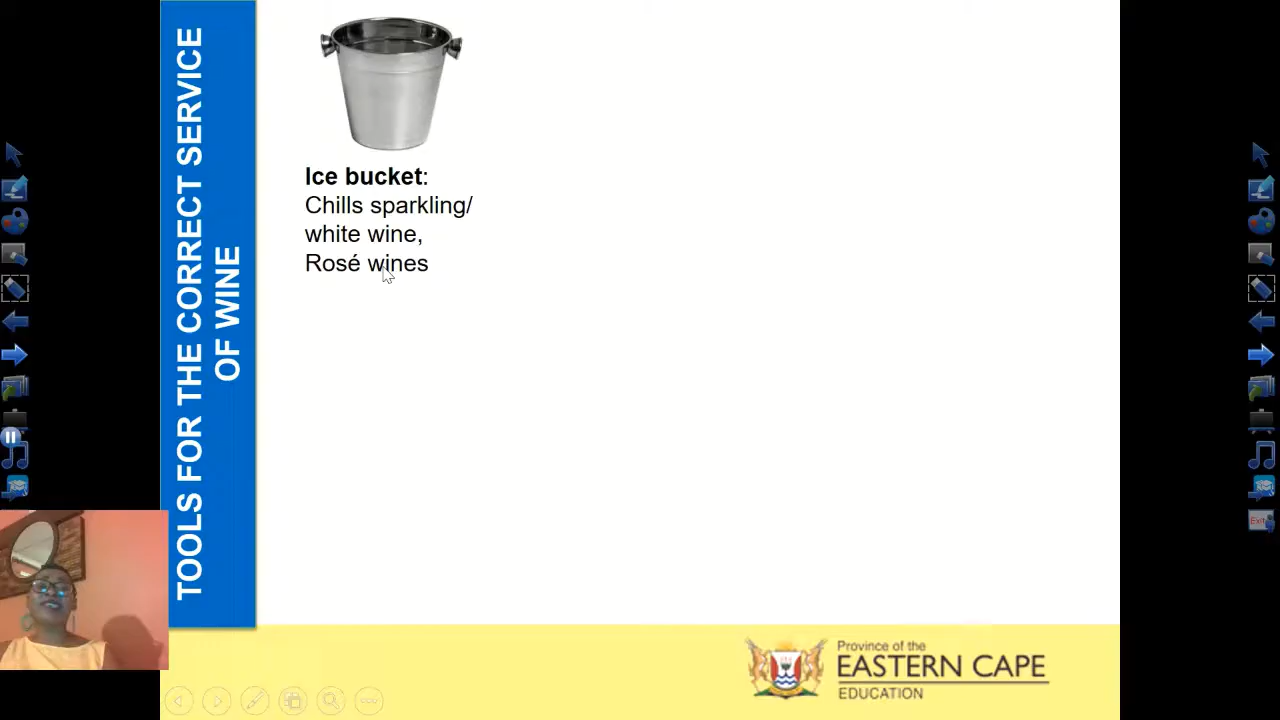 TOOLS FOR THE CORRECT SERVICE
OF WINE
Ice bucket:
Chills sparkling/
white wine,
Rosé wines
Province of the
EASTERN CAPE
EDUCATION
Exit